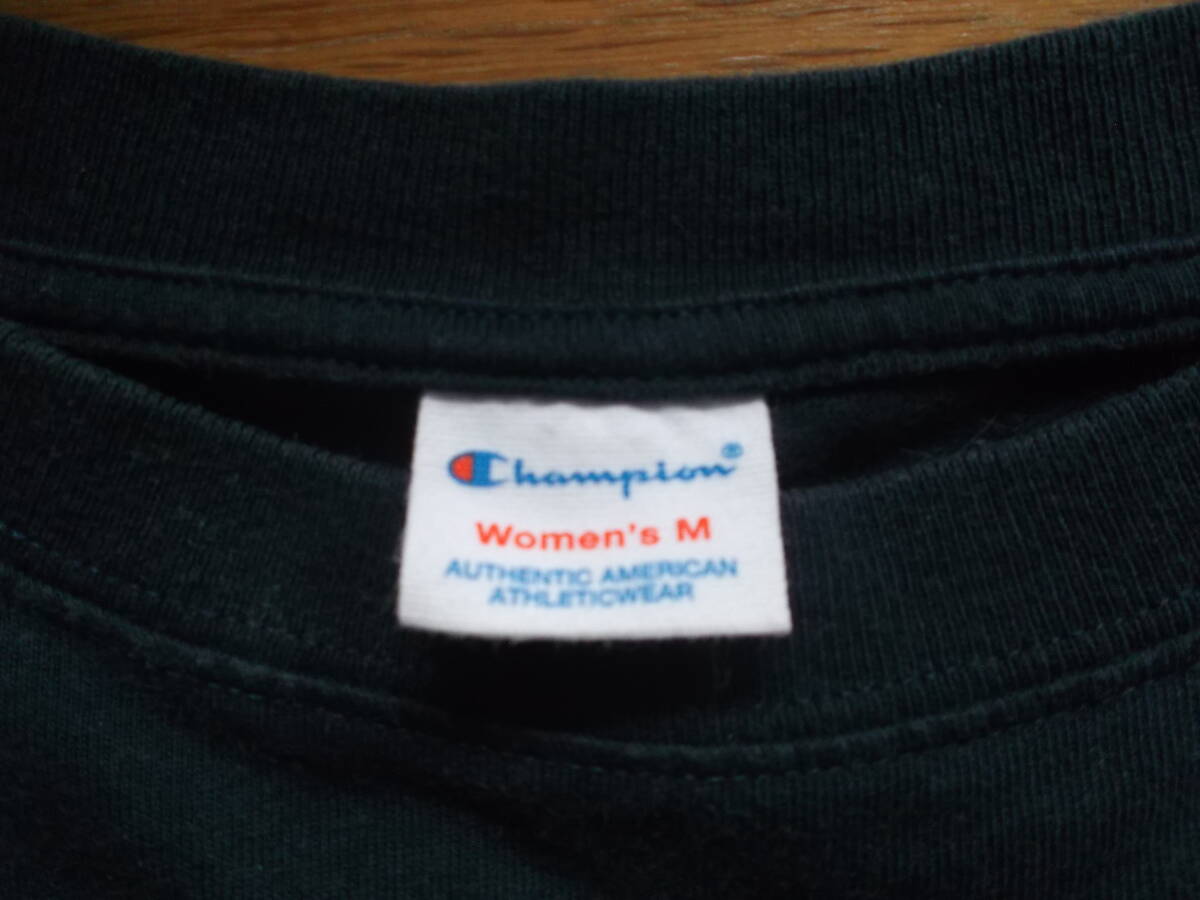 Champion®
Women's M
AUTHENTIC AMERICAN
ATHLETICWEAR